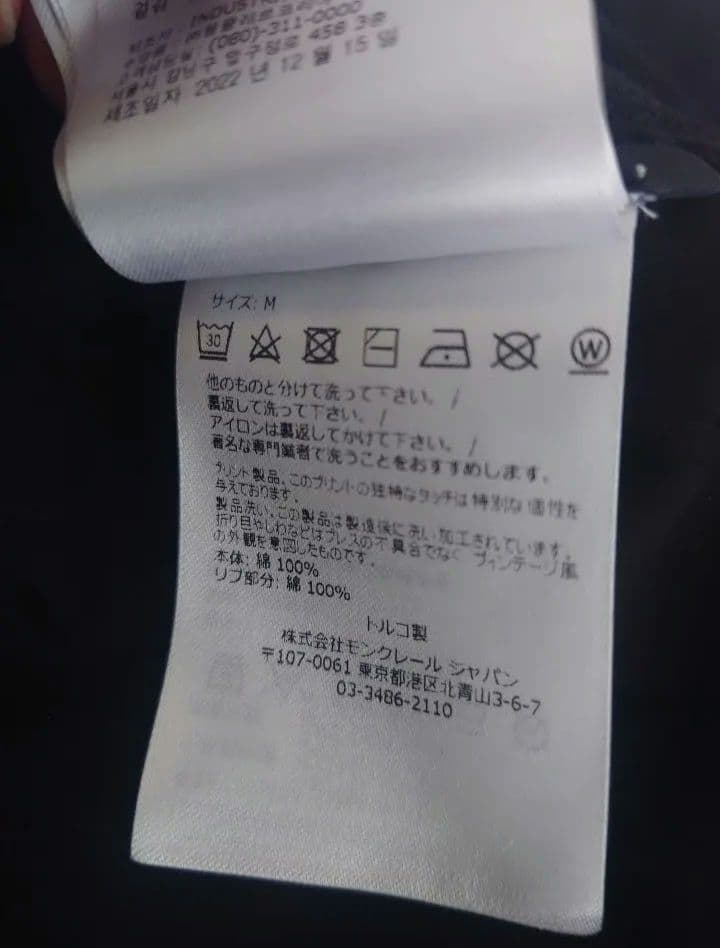 (080)-311-0000
458 3층
제조일자 : 2022 년 12 월 15 일
サイズ: M
30
W
他のものと分けて洗って下さい。 /
裏返して洗って下さい。 /
アイロンは裏返してかけて下さい。 /
著名な専門業者で洗うことをおすすめします。
プリント製品、このプリントの独特なタッチは特別な個性を
与えております。
製品洗い、この製品は製造後に洗い加工されています。
折り目やしわなどはプレスの不具合でなく ヴィンテージ風
の外観を意図したものです。
本体: 綿 100%
リブ部分: 綿 100%
トルコ製
株式会社モンクレール ジャパン
〒107-0061 東京都港区北青山3-6-7
03-3486-2110